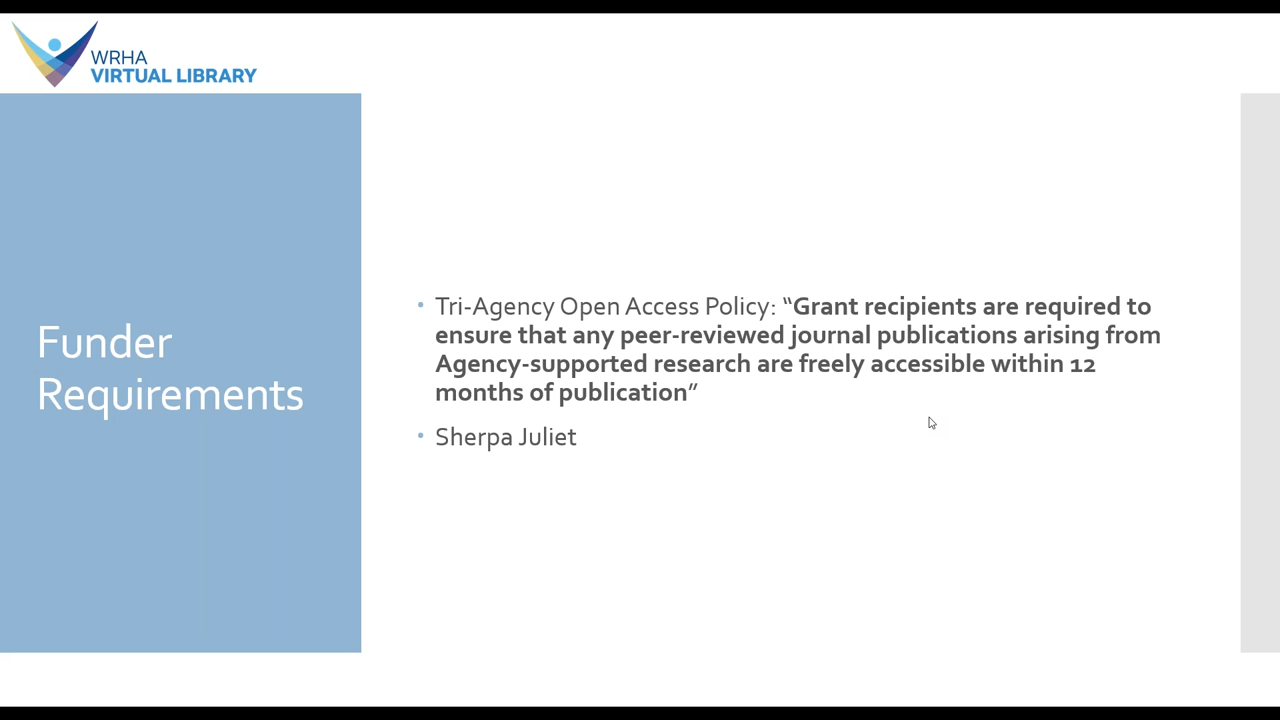 WRHA
VIRTUAL LIBRARY
Funder
Requirements
• Tri-Agency Open Access Policy: “Grant recipients are required to
ensure that any peer-reviewed journal publications arising from
Agency-supported research are freely accessible within 12
months of publication”
• Sherpa Juliet